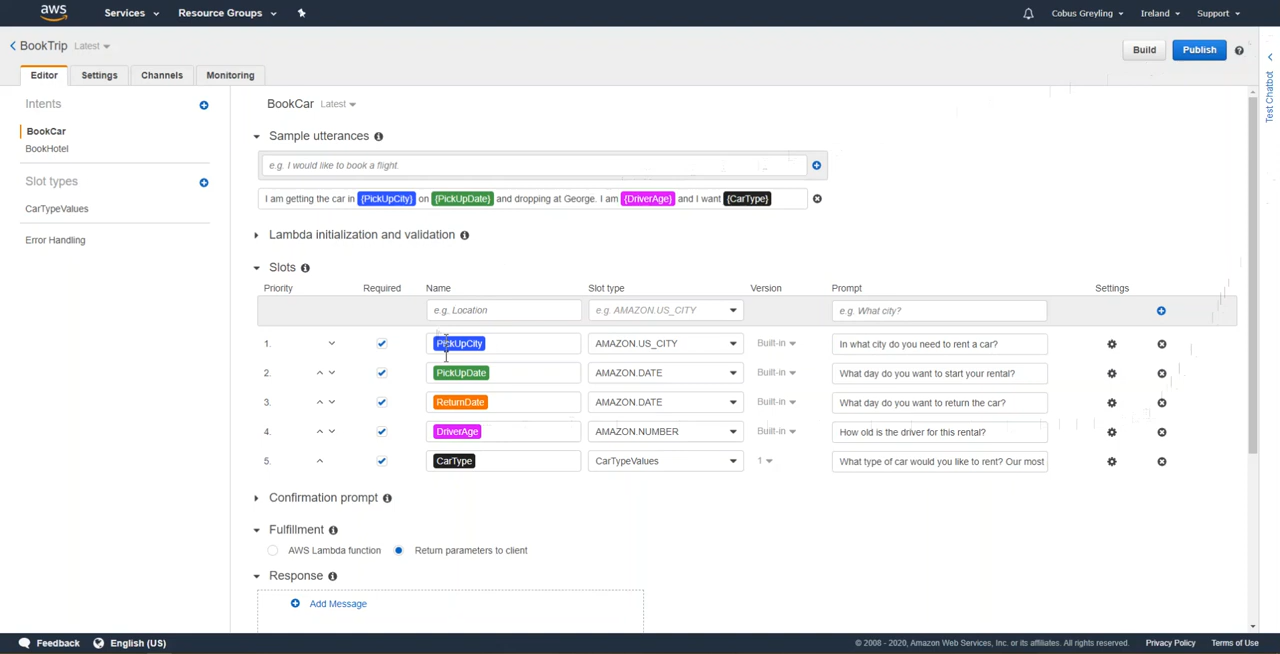 aws Services Resource Groups Cobus Greyling Ireland Support
BookTrip Latest Build Publish
Editor Settings Channels Monitoring
Test Chatbot
Intents
BookCar
BookHotel
Slot types
CarTypeValues
Error Handling
BookCar Latest
Sample utterances
e.g. I would like to book a flight.
I am getting the car in {PickUpCity} on {PickUpDate} and dropping at George. I am {DriverAge} and I want {CarType}
Lambda initialization and validation
Slots
Priority Required Name Slot type Version Prompt Settings
e.g. Location e.g. AMAZON.US_CITY e.g. What city?
1. PickUpCity AMAZON.US_CITY Built-in In what city do you need to rent a car?
2. PickUpDate AMAZON.DATE Built-in What day do you want to start your rental?
3. ReturnDate AMAZON.DATE Built-in What day do you want to return the car?
4. DriverAge AMAZON.NUMBER Built-in How old is the driver for this rental?
5. CarType CarTypeValues 1 What type of car would you like to rent? Our most
Confirmation prompt
Fulfillment
AWS Lambda function Return parameters to client
Response
Add Message
Feedback English (US) © 2008 - 2020, Amazon Web Services, Inc. or its affiliates. All rights reserved. Privacy Policy Terms of Use